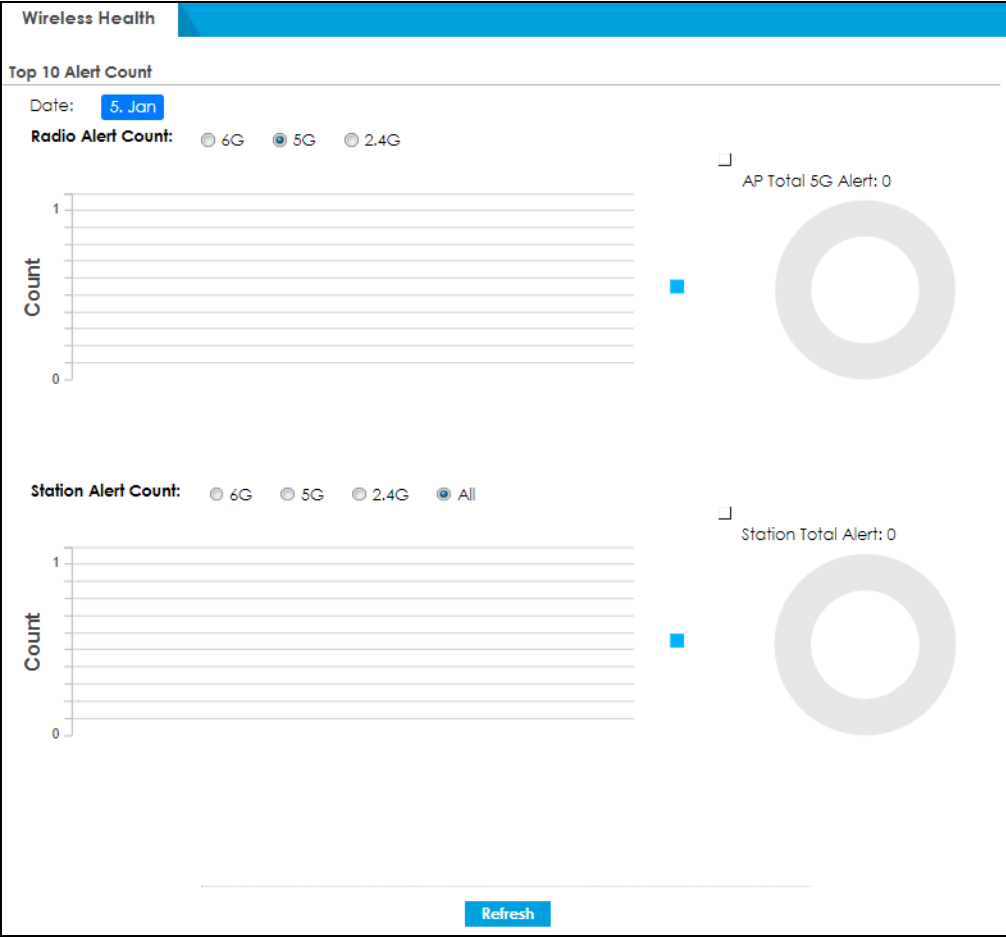 Wireless Health
Top 10 Alert Count
Date: 5. Jan
Radio Alert Count: 6G 5G 2.4G
AP Total 5G Alert: 0
1
Count
0
Station Alert Count: 6G 5G 2.4G All
Station Total Alert: 0
1
Count
0
Refresh